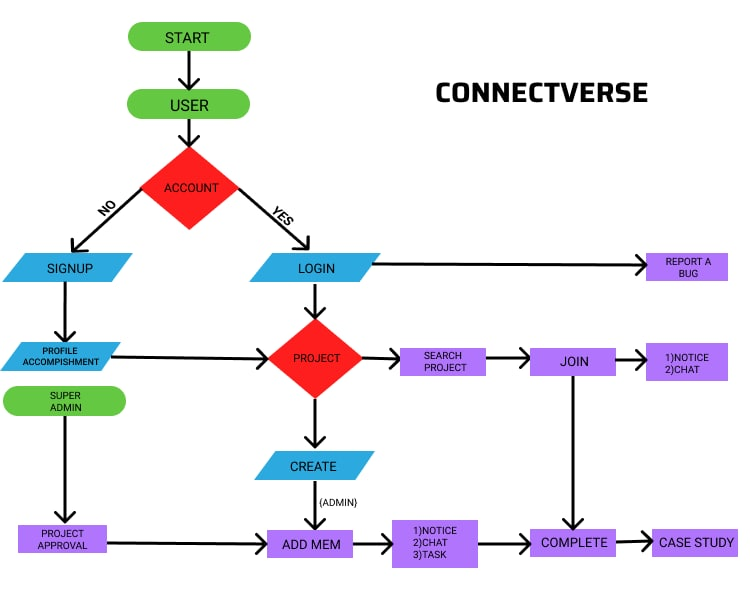 START
CONNECTVERSE
USER
ACCOUNT
NO
YES
SIGNUP
LOGIN
REPORT A
BUG
PROFILE
ACCOMPISHMENT
PROJECT
SEARCH
PROJECT
JOIN
1)NOTICE
2)CHAT
SUPER
ADMIN
CREATE
{ADMIN}
PROJECT
APPROVAL
ADD MEM
1)NOTICE
2)CHAT
3)TASK
COMPLETE
CASE STUDY